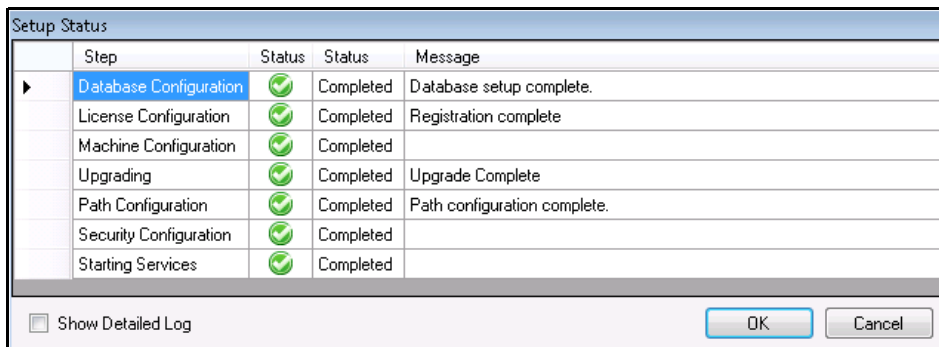 Setup Status
Step Status Status Message
Database Configuration Completed Database setup complete.
License Configuration Completed Registration complete
Machine Configuration Completed
Upgrading Completed Upgrade Complete
Path Configuration Completed Path configuration complete.
Security Configuration Completed
Starting Services Completed
Show Detailed Log OK Cancel